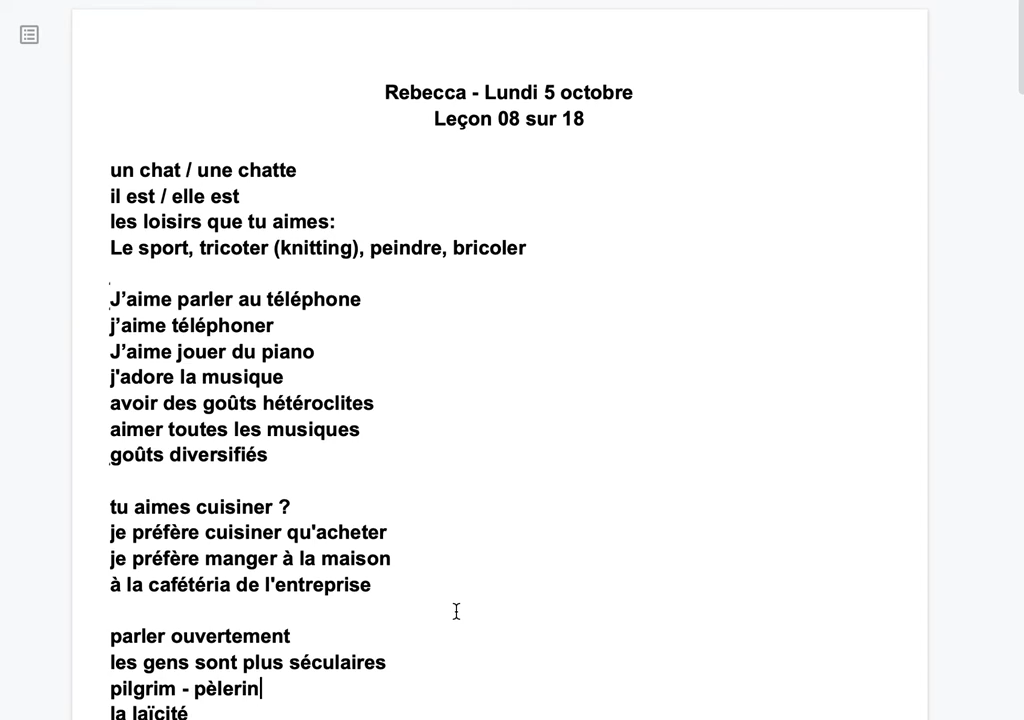 Rebecca - Lundi 5 octobre
Leçon 08 sur 18
un chat / une chatte
il est / elle est
les loisirs que tu aimes:
Le sport, tricoter (knitting), peindre, bricoler
J’aime parler au téléphone
j’aime téléphoner
J’aime jouer du piano
j'adore la musique
avoir des goûts hétéroclites
aimer toutes les musiques
goûts diversifiés
tu aimes cuisiner ?
je préfère cuisiner qu'acheter
je préfère manger à la maison
à la cafétéria de l'entreprise
parler ouvertement
les gens sont plus séculaires
pilgrim - pèlerin
la laïcité